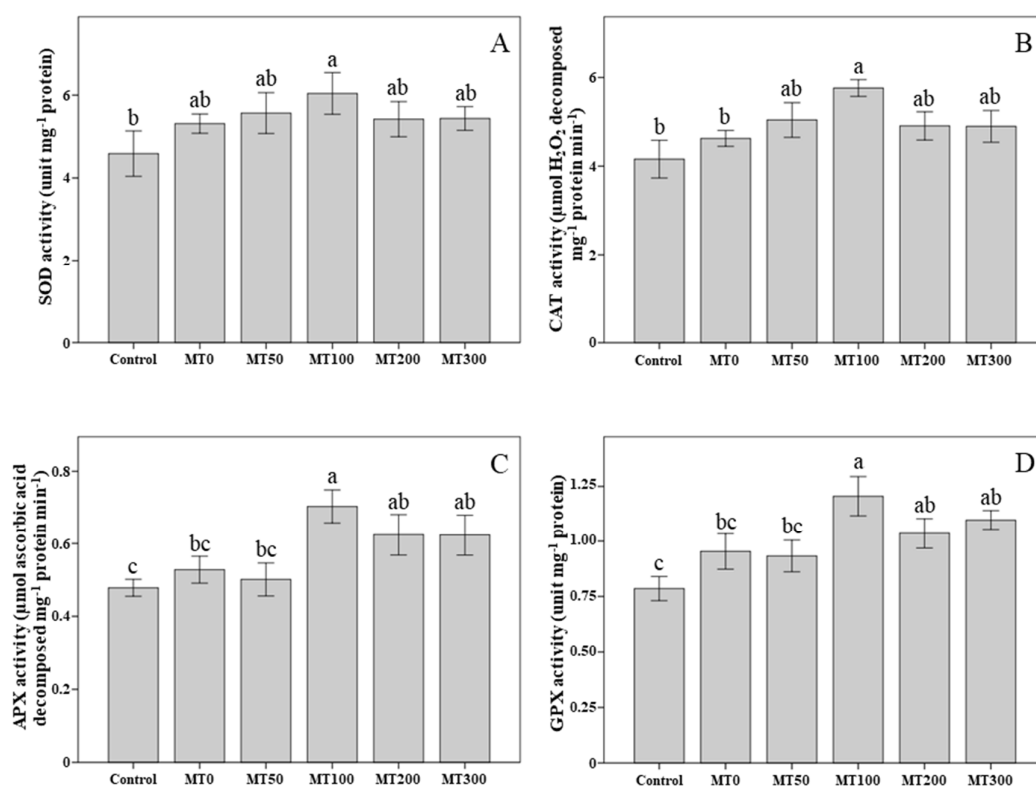 A
SOD activity (unit mg⁻¹ protein)
6
4
2
0
b
ab
ab
a
ab
ab
Control MT0 MT50 MT100 MT200 MT300
B
CAT activity (µmol H₂O₂ decomposed
mg⁻¹ protein min⁻¹)
6
4
2
0
b
b
ab
a
ab
ab
Control MT0 MT50 MT100 MT200 MT300
C
APX activity (µmol ascorbic acid
decomposed mg⁻¹ protein min⁻¹)
0.8
0.6
0.4
0.2
0
c
bc
bc
a
ab
ab
Control MT0 MT50 MT100 MT200 MT300
D
GPX activity (unit mg⁻¹ protein)
1.25
1.00
0.75
0.50
0.25
0
c
bc
bc
a
ab
ab
Control MT0 MT50 MT100 MT200 MT300